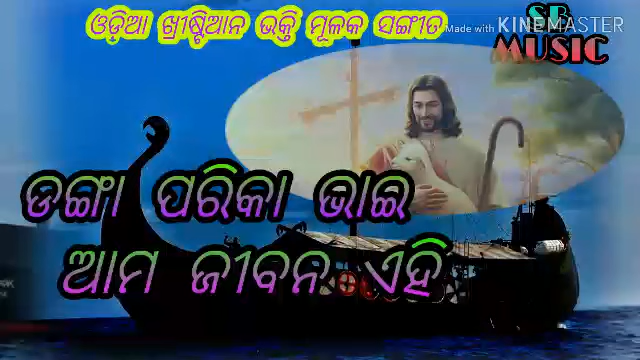 ଓଡ଼ିଆ ଖ୍ରୀଷ୍ଟିଆନ ଭକ୍ତି ମୂଳକ ସଙ୍ଗୀତ
Made with KINEMASTER
SB
MUSIC
ଡଙ୍ଗା ପରିକା ଭାଇ
ଆମ ଜୀବନ ଏହି